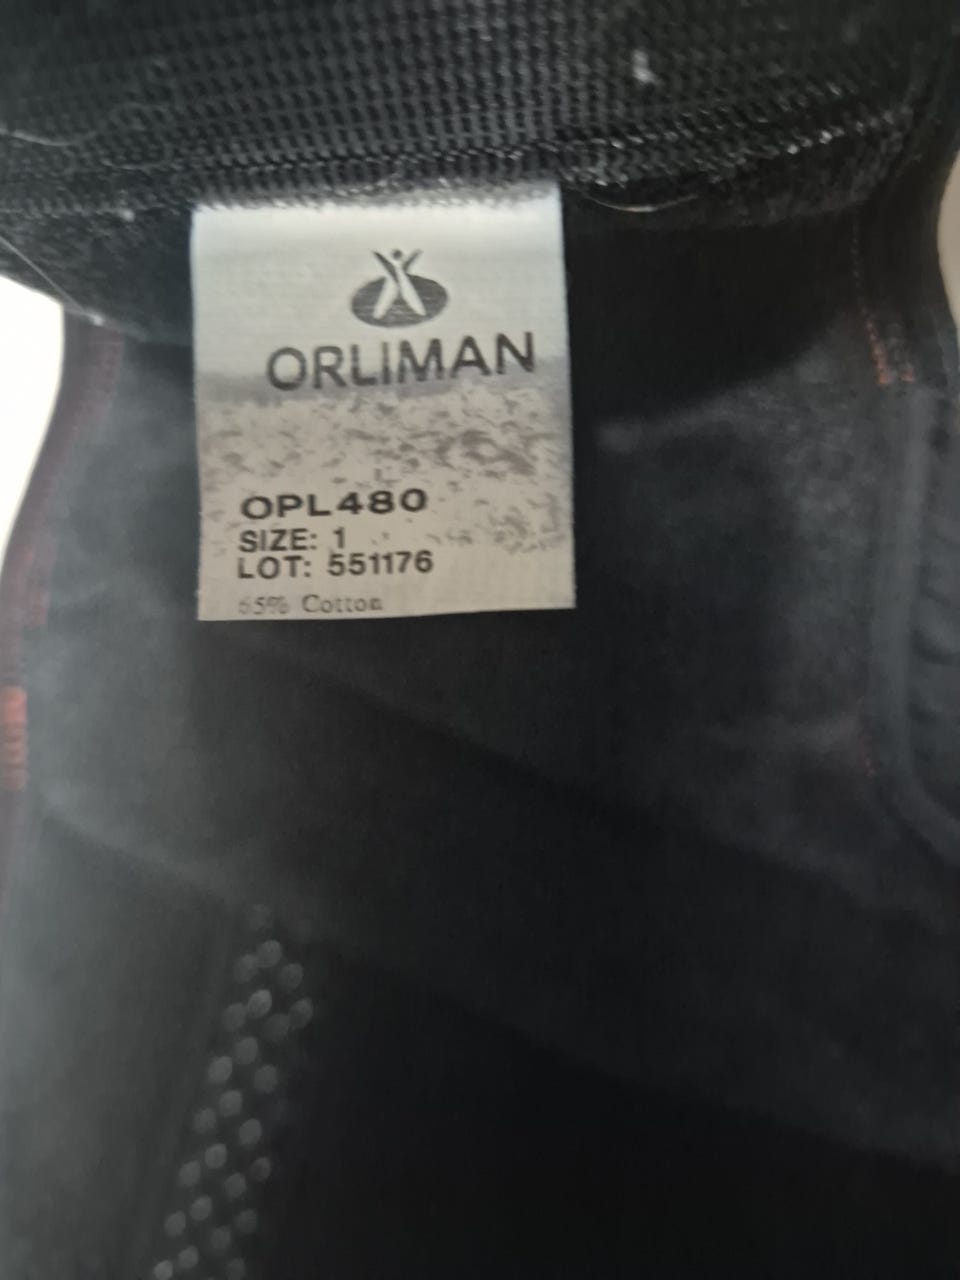 ORLIMAN
OPL480
SIZE: 1
LOT: 551176
65% Cotton